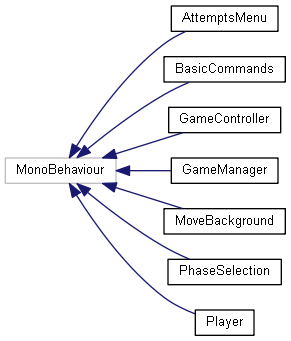 AttemptsMenu
BasicCommands
GameController
MonoBehaviour
GameManager
MoveBackground
PhaseSelection
Player